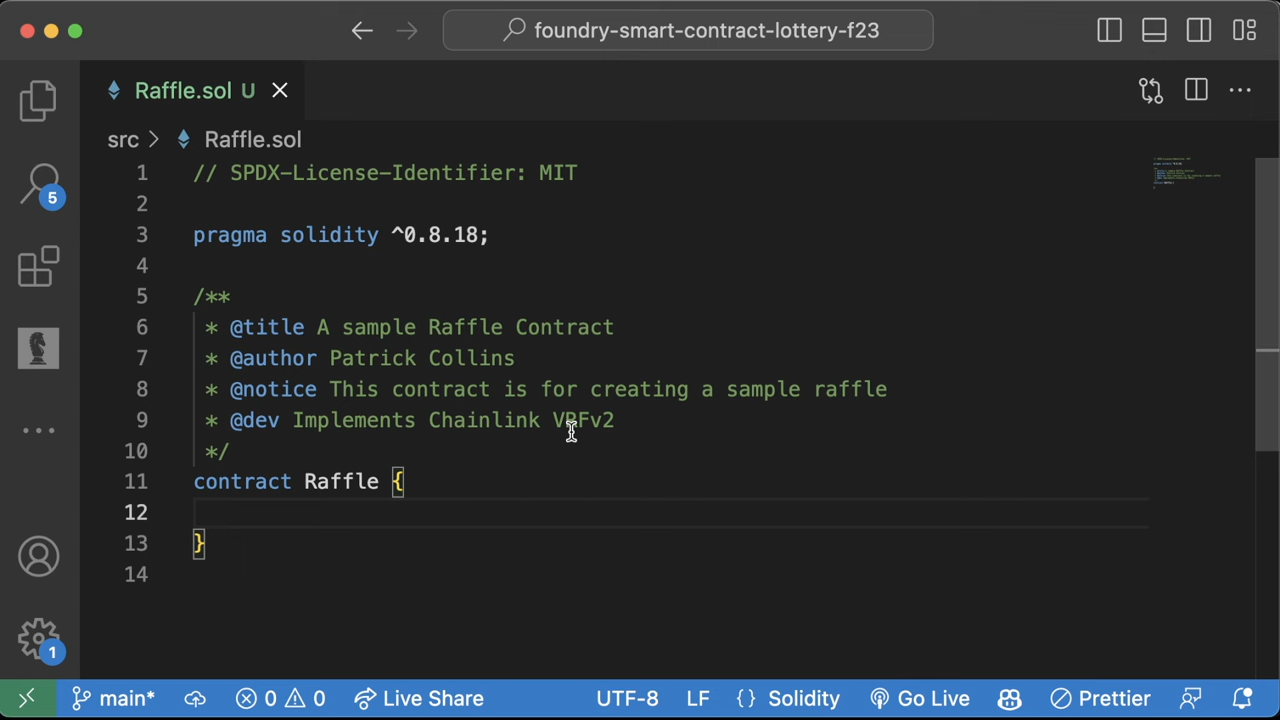 foundry-smart-contract-lottery-f23
Raffle.sol U
src > Raffle.sol
1 // SPDX-License-Identifier: MIT
2
3 pragma solidity ^0.8.18;
4
5 /**
6 * @title A sample Raffle Contract
7 * @author Patrick Collins
8 * @notice This contract is for creating a sample raffle
9 * @dev Implements Chainlink VRFv2
10 */
11 contract Raffle {
12
13 }
14
5
1
main* 0 0 Live Share UTF-8 LF {} Solidity Go Live Prettier